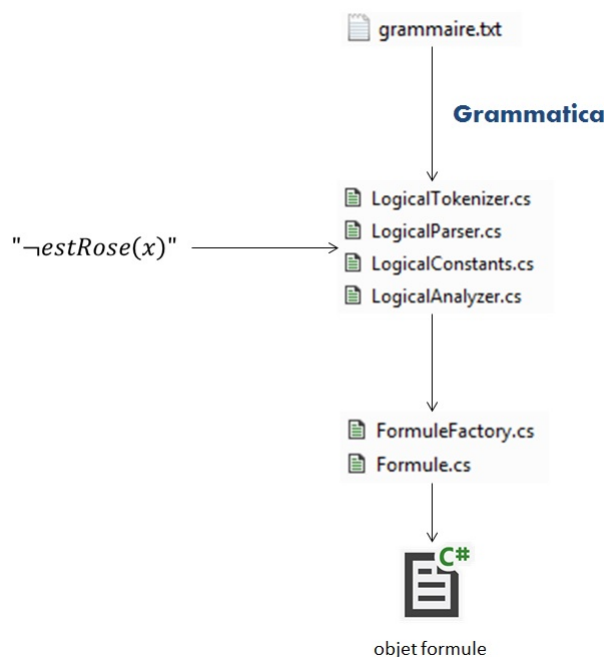 grammaire.txt
Grammatica
LogicalTokenizer.cs
LogicalParser.cs
"¬estRose(x)"
LogicalConstants.cs
LogicalAnalyzer.cs
FormuleFactory.cs
Formule.cs
C#
objet formule